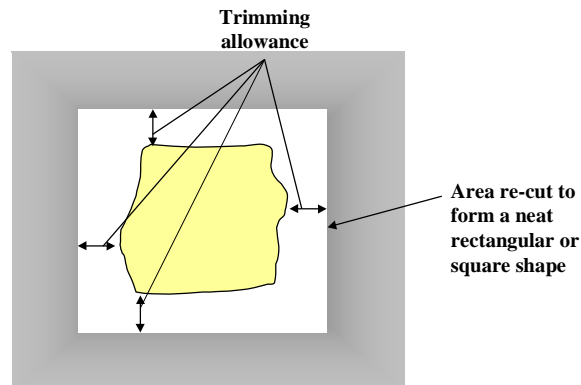 Trimming
allowance
Area re-cut to
form a neat
rectangular or
square shape